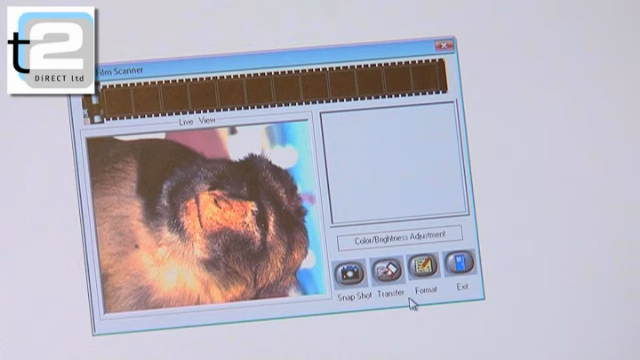 t2
DiRECT ltd
Film Scanner
Live View
Color/Brightness Adjustment
Snap Shot Transfer Format Exit